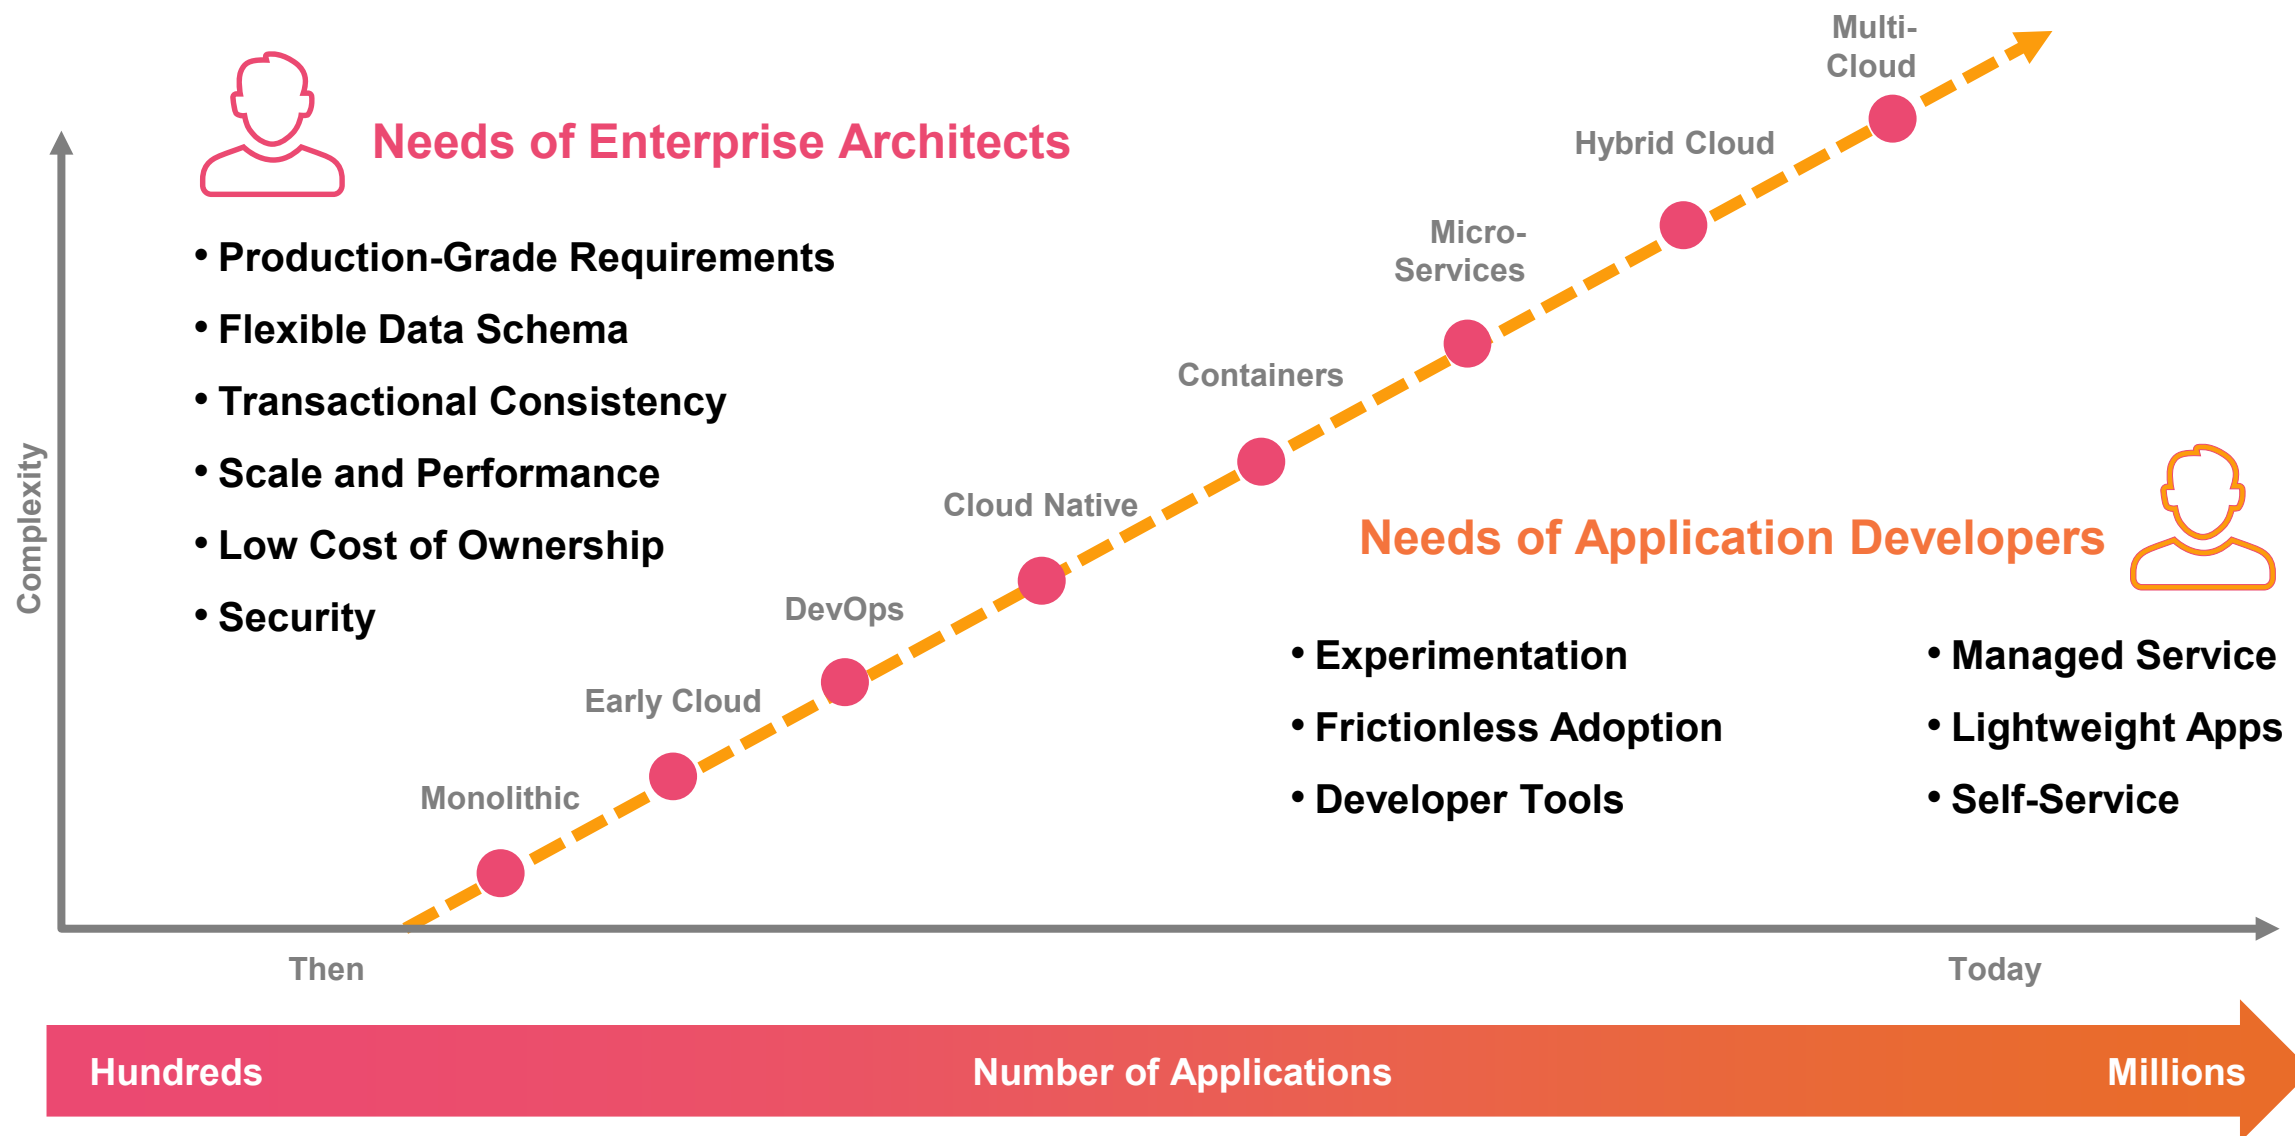 Multi-
Cloud
Needs of Enterprise Architects
Hybrid Cloud
Micro-
Services
• Production-Grade Requirements
• Flexible Data Schema
• Transactional Consistency
• Scale and Performance
• Low Cost of Ownership
• Security
Containers
Complexity
Cloud Native
Needs of Application Developers
DevOps
• Experimentation
• Frictionless Adoption
• Developer Tools
• Managed Service
• Lightweight Apps
• Self-Service
Early Cloud
Monolithic
Then
Today
Hundreds
Number of Applications
Millions